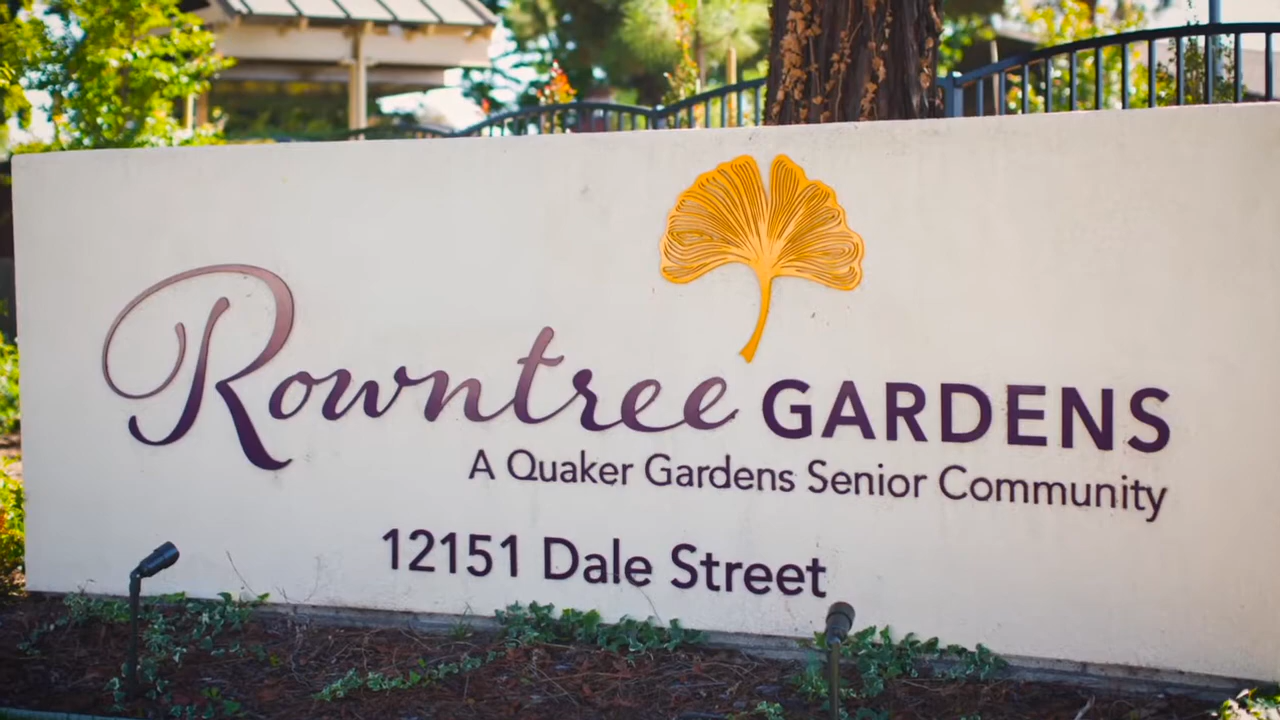 Rowntree GARDENS
A Quaker Gardens Senior Community
12151 Dale Street